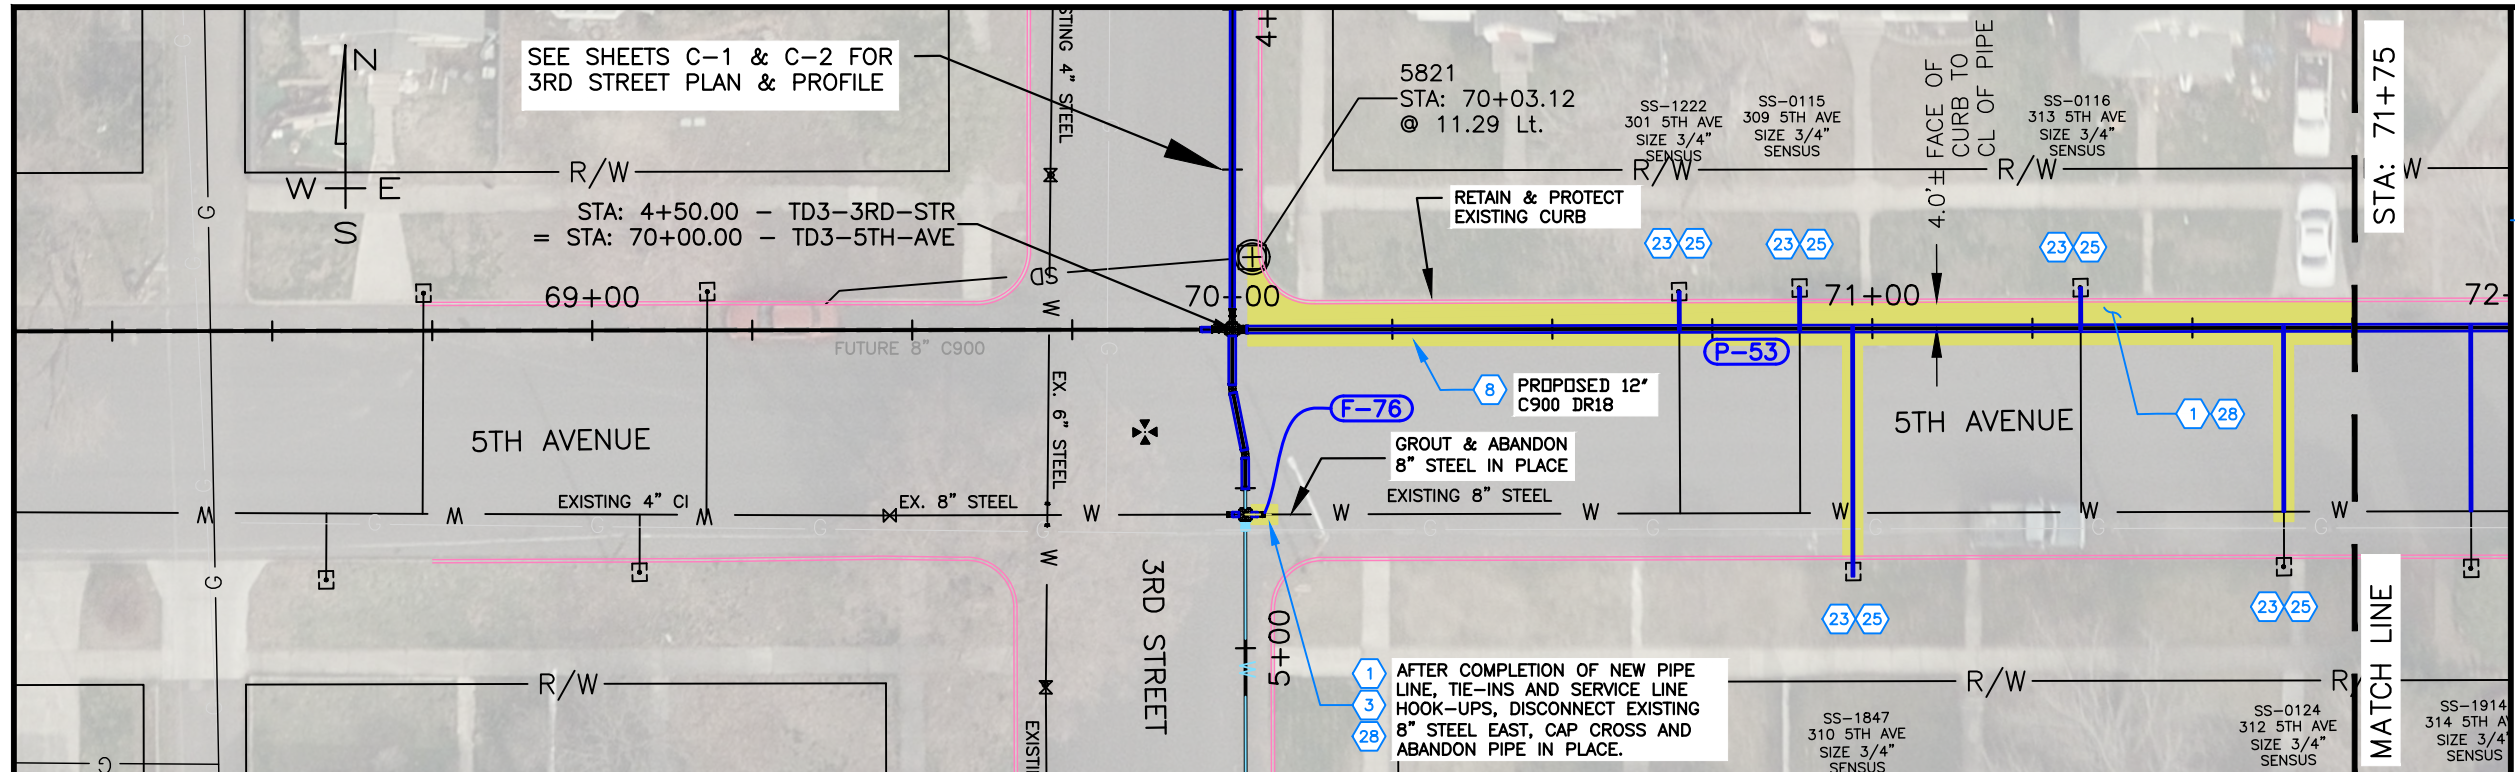 SEE SHEETS C-1 & C-2 FOR
3RD STREET PLAN & PROFILE
N
W E
S
R/W
STA: 4+50.00 - TD3-3RD-STR
= STA: 70+00.00 - TD3-5TH-AVE
STING 4" STEEL
4+
5821
STA: 70+03.12
@ 11.29 Lt.
SS-1222
301 5TH AVE
SIZE 3/4"
SENSUS
SS-0115
309 5TH AVE
SIZE 3/4"
SENSUS
4.0'± FACE OF
CURB TO
CL OF PIPE
SS-0116
313 5TH AVE
SIZE 3/4"
SENSUS
STA: 71+75
R/W
R/W
W
RETAIN & PROTECT
EXISTING CURB
23 25
23 25
23 25
G
SD
W
69+00
70+00
71+00
72
FUTURE 8" C900
G
P-53
8
PROPOSED 12"
C900 DR18
F-76
1 28
5TH AVENUE
EX. 6" STEEL
5TH AVENUE
GROUT & ABANDON
8" STEEL IN PLACE
EXISTING 4" CI
EX. 8" STEEL
EXISTING 8" STEEL
W
W
W
W
W
W
W
W
W
G
G
G
G
G
G
G
G
W
G
3RD STREET
5+00
W
23 25
23 25
MATCH LINE
R/W
1
3
28
AFTER COMPLETION OF NEW PIPE
LINE, TIE-INS AND SERVICE LINE
HOOK-UPS, DISCONNECT EXISTING
8" STEEL EAST, CAP CROSS AND
ABANDON PIPE IN PLACE.
R/W
R/
EXISTI
SS-1847
310 5TH AVE
SIZE 3/4"
SENSUS
SS-0124
312 5TH AVE
SIZE 3/4"
SENSUS
SS-1914
314 5TH AV
SIZE 3/4"
SENSUS
G